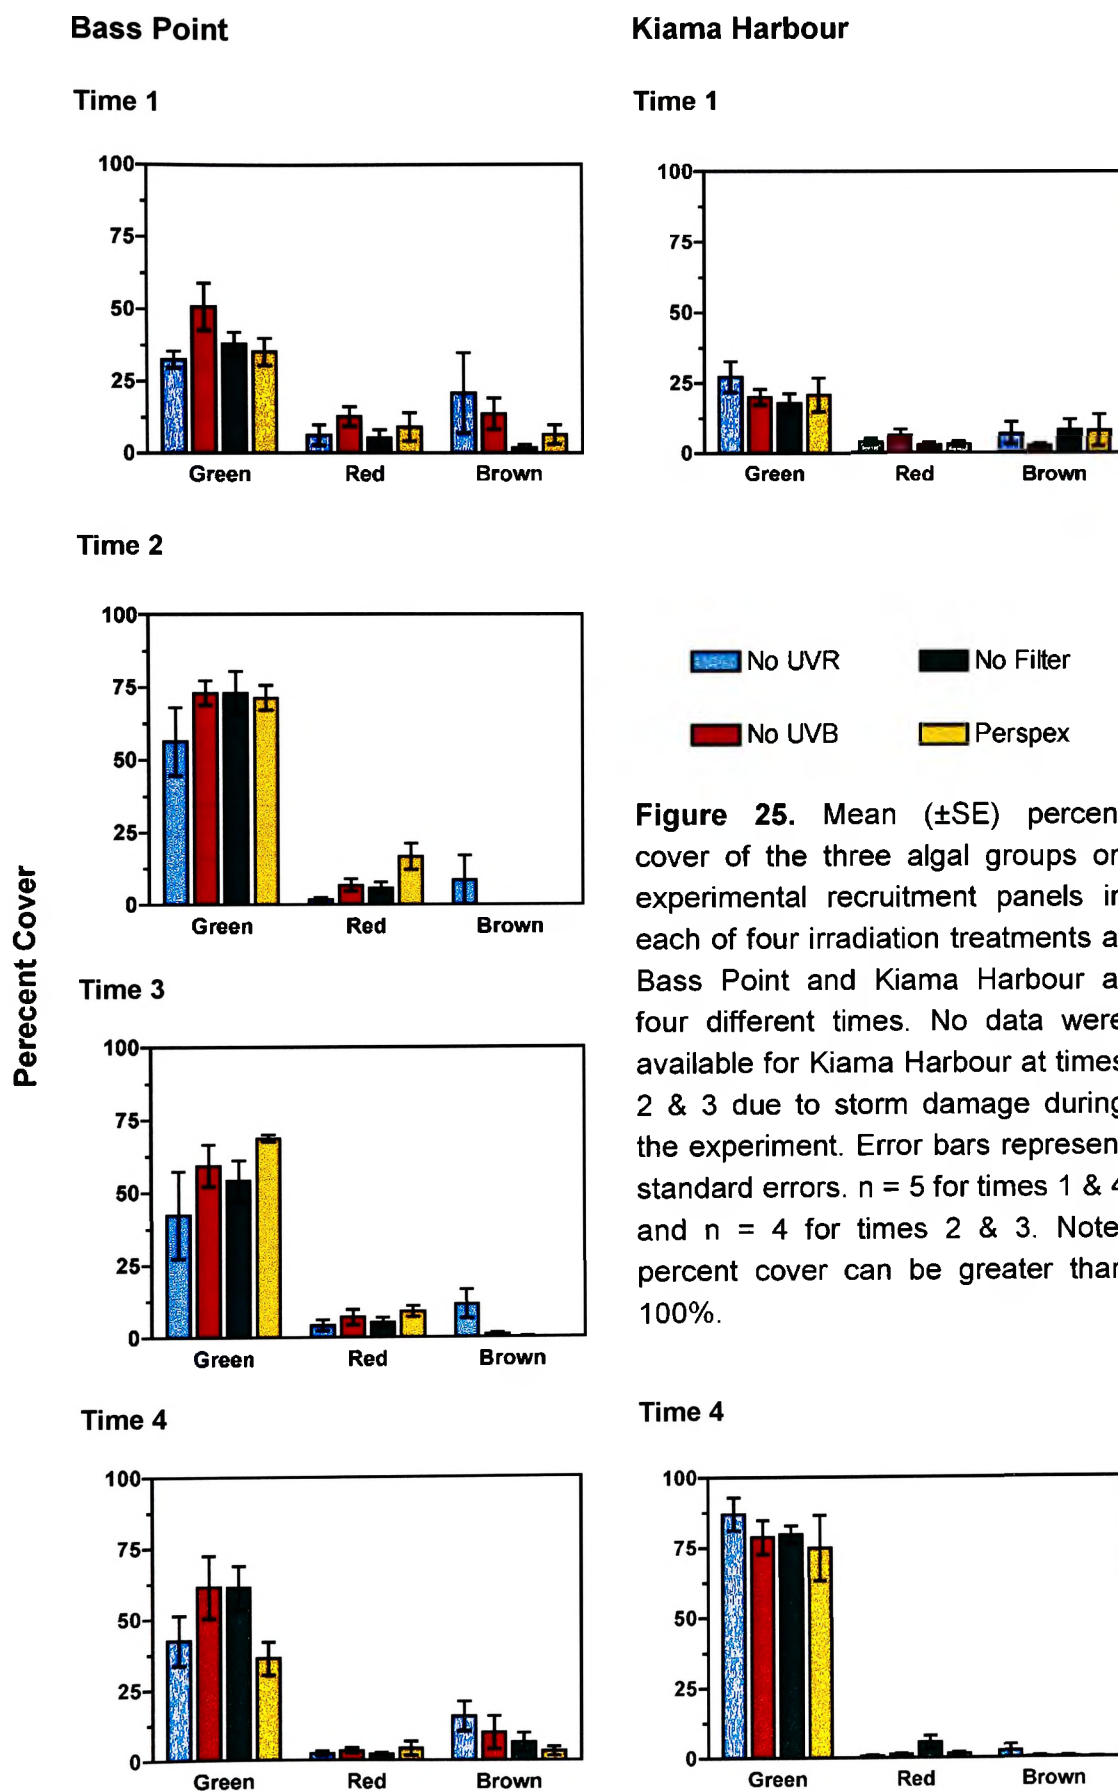 Bass Point
Kiama Harbour
Time 1
Time 1
100
75
50
25
0
Green Red Brown
100
75
50
25
0
Green Red Brown
Time 2
100
75
50
25
0
Green Red Brown
No UVR
No Filter
No UVB
Perspex
Figure 25. Mean (±SE) percen
cover of the three algal groups or
experimental recruitment panels ir
each of four irradiation treatments a
Bass Point and Kiama Harbour a
four different times. No data were
available for Kiama Harbour at times
2 & 3 due to storm damage during
the experiment. Error bars represen
standard errors. n = 5 for times 1 & 4
and n = 4 for times 2 & 3. Note
percent cover can be greater than
100%.
Perecent Cover
Time 3
100
75
50
25
0
Green Red Brown
Time 4
100
75
50
25
0
Green Red Brown
Time 4
100
75
50
25
0
Green Red Brown